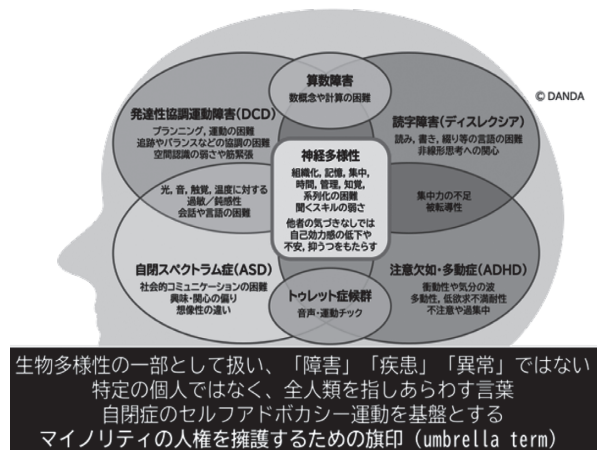 算数障害
数概念や計算の困難
© DANDA
発達性協調運動障害(DCD)
プランニング, 運動の困難
追跡やバランスなどの協調の困難
空間認識の弱さや筋緊張
読字障害(ディスレクシア)
読み, 書き, 綴り等の言語の困難
非線形思考への関心
神経多様性
組織化, 記憶, 集中,
時間, 管理, 知覚,
系列化の困難
聞くスキルの弱さ
他者の気づきなしでは
自己効力感の低下や
不安, 抑うつをもたらす
光, 音, 触覚, 温度に対する
過敏/鈍感性
会話や言語の困難
集中力の不足
被転導性
自閉スペクトラム症(ASD)
社会的コミュニケーションの困難
興味・関心の偏り
想像性の違い
トゥレット症候群
音声・運動チック
注意欠如・多動症(ADHD)
衝動性や気分の波
多動性, 低欲求不満耐性
不注意や過集中
生物多様性の一部として扱い、「障害」「疾患」「異常」ではない
特定の個人ではなく、全人類を指しあらわす言葉
自閉症のセルフアドボカシー運動を基盤とする
マイノリティの人権を擁護するための旗印（umbrella term）